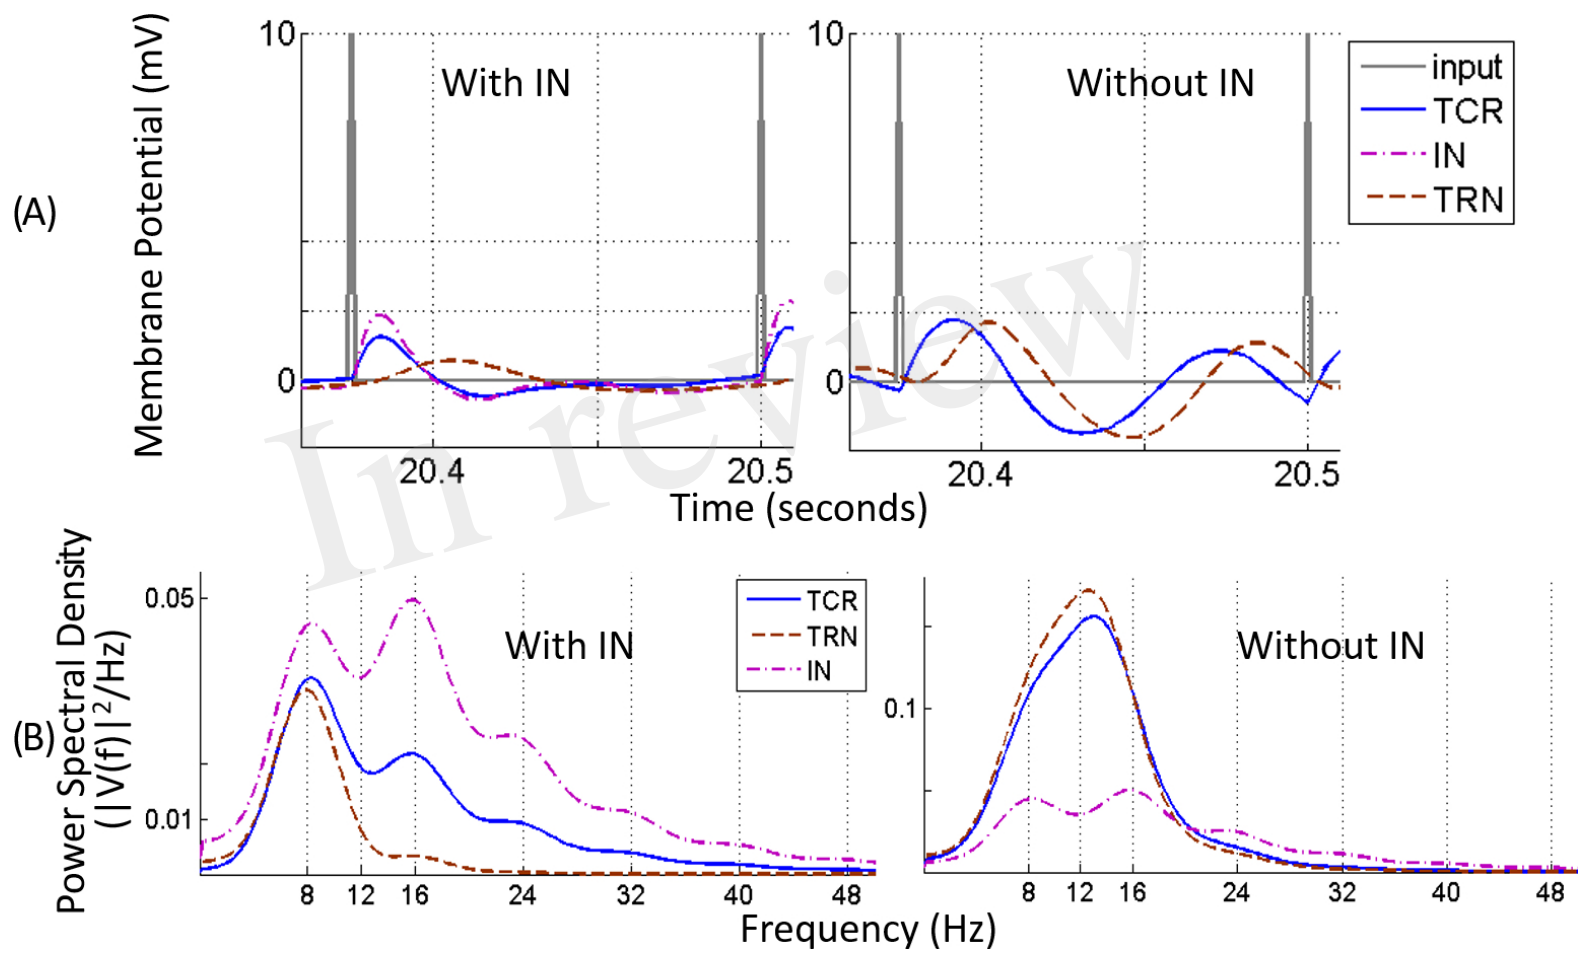 10
With IN
10
Without IN
input
TCR
IN
TRN
(A)
Membrane Potential (mV)
0
0
20.4
20.5
20.4
20.5
Time (seconds)
In review
(B)
Power Spectral Density
(|V(f)|²/Hz)
0.05
0.01
With IN
TCR
TRN
IN
Without IN
0.1
8 12 16 24 32 40 48
8 12 16 24 32 40 48
Frequency (Hz)